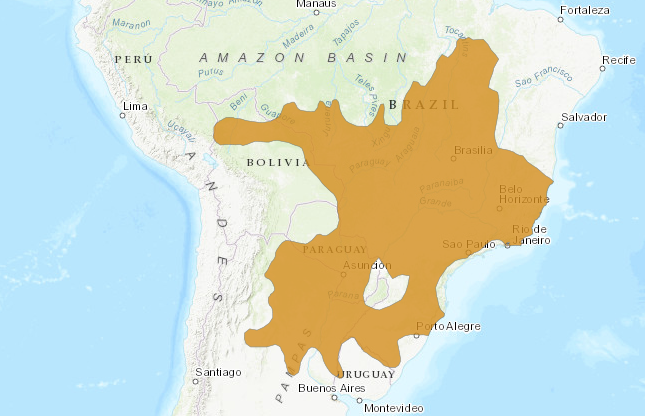 Manaus
Fortaleza
Marañon
Madeira
Tapajos
Tocantins
AMAZON BASIN
PERU
Purus
Recife
Teles Pires
Sao Francisco
Beni
Guapore
BRAZIL
Lima
Ucayali
Xingu
Salvador
Araguaia
BOLIVIA
Paraguay
Brasilia
ANDES
Paranaiba
Belo
Horizonte
Grande
Rio de
Janeiro
PARAGUAY
Sao Paulo
Asuncion
Parana
PAMPAS
Porto Alegre
Santiago
URUGUAY
Buenos Aires
Montevideo